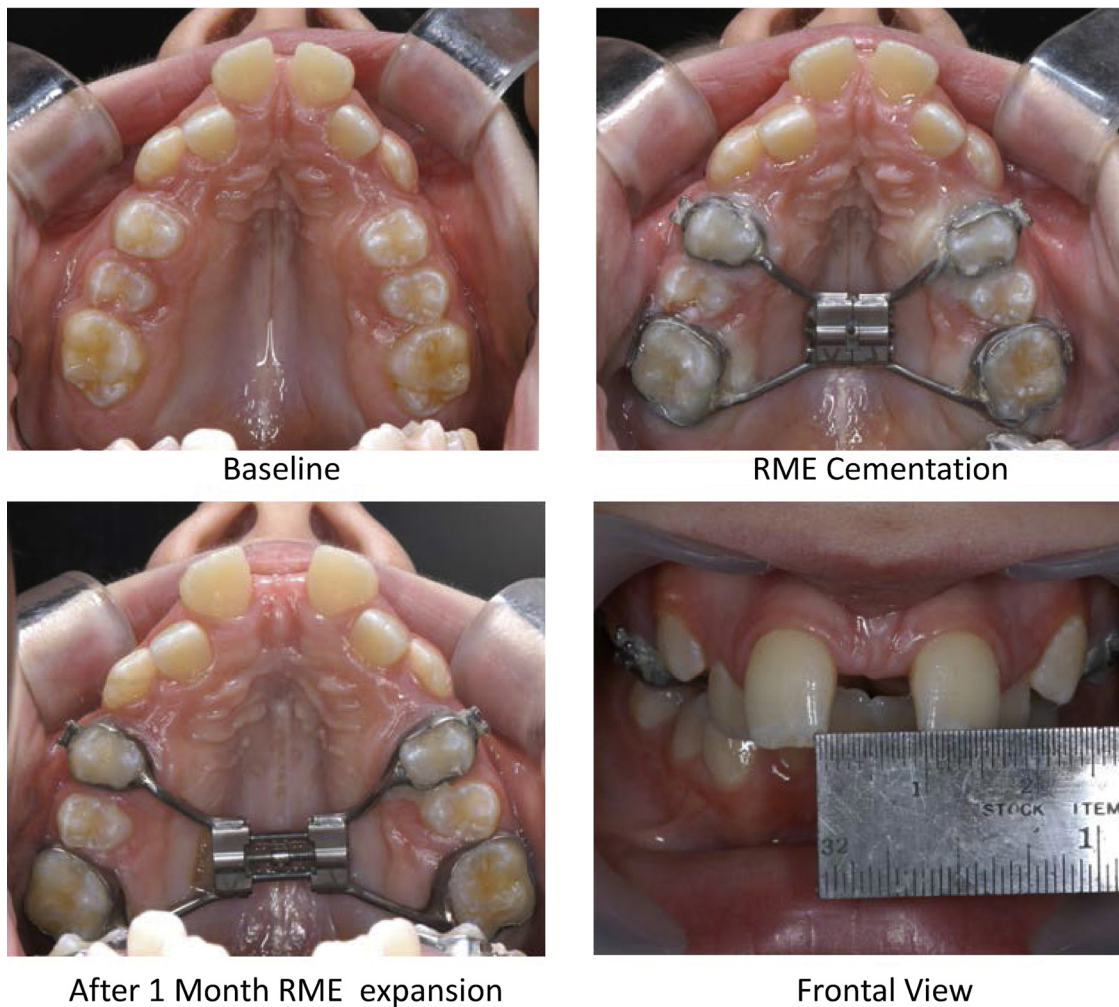 Baseline
RME Cementation
After 1 Month RME expansion
Frontal View
1 2
STOCK ITEM
32 1